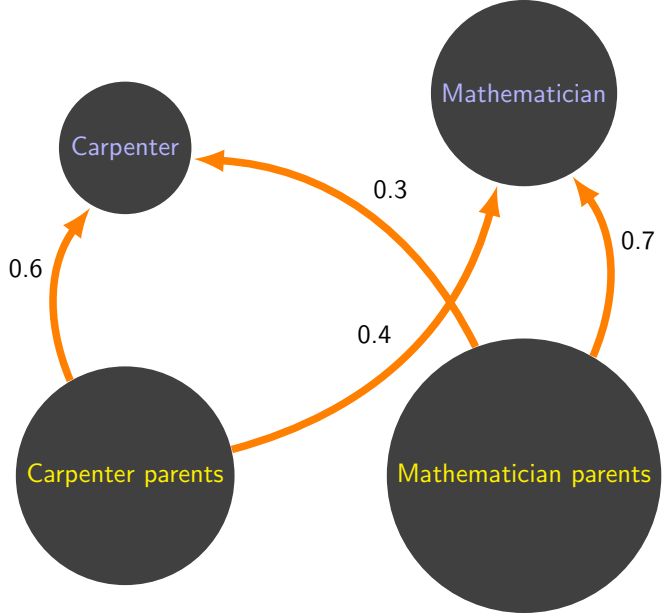 Mathematician
Carpenter
0.3
0.7
0.6
0.4
Carpenter parents
Mathematician parents